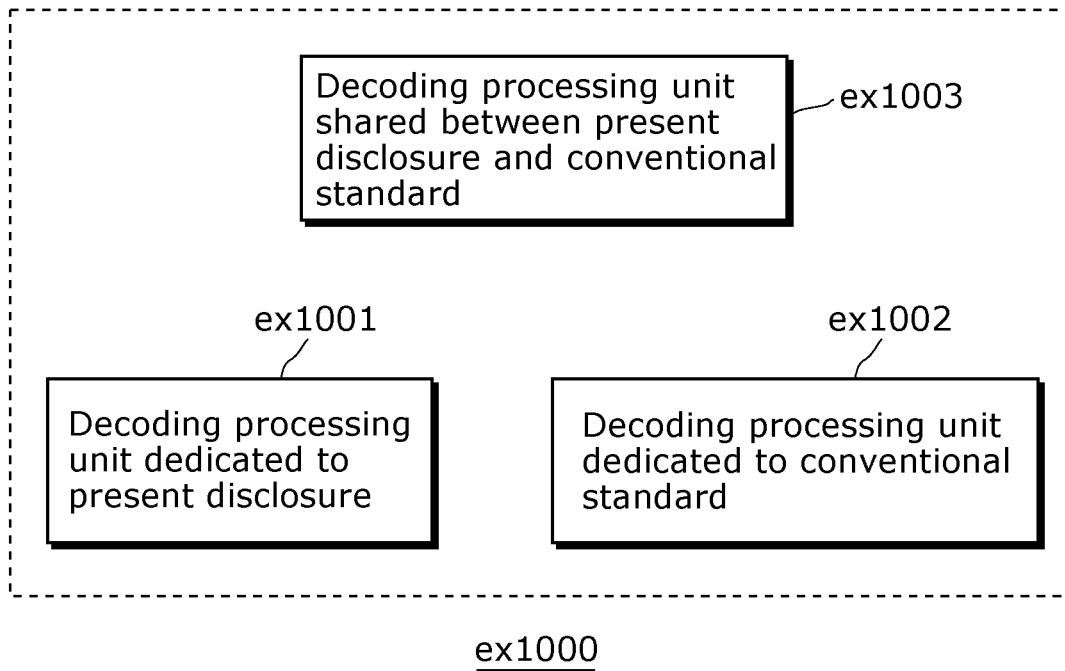 Decoding processing unit
shared between present
disclosure and conventional
standard
ex1003
ex1001
ex1002
Decoding processing
unit dedicated to
present disclosure
Decoding processing unit
dedicated to conventional
standard
ex1000